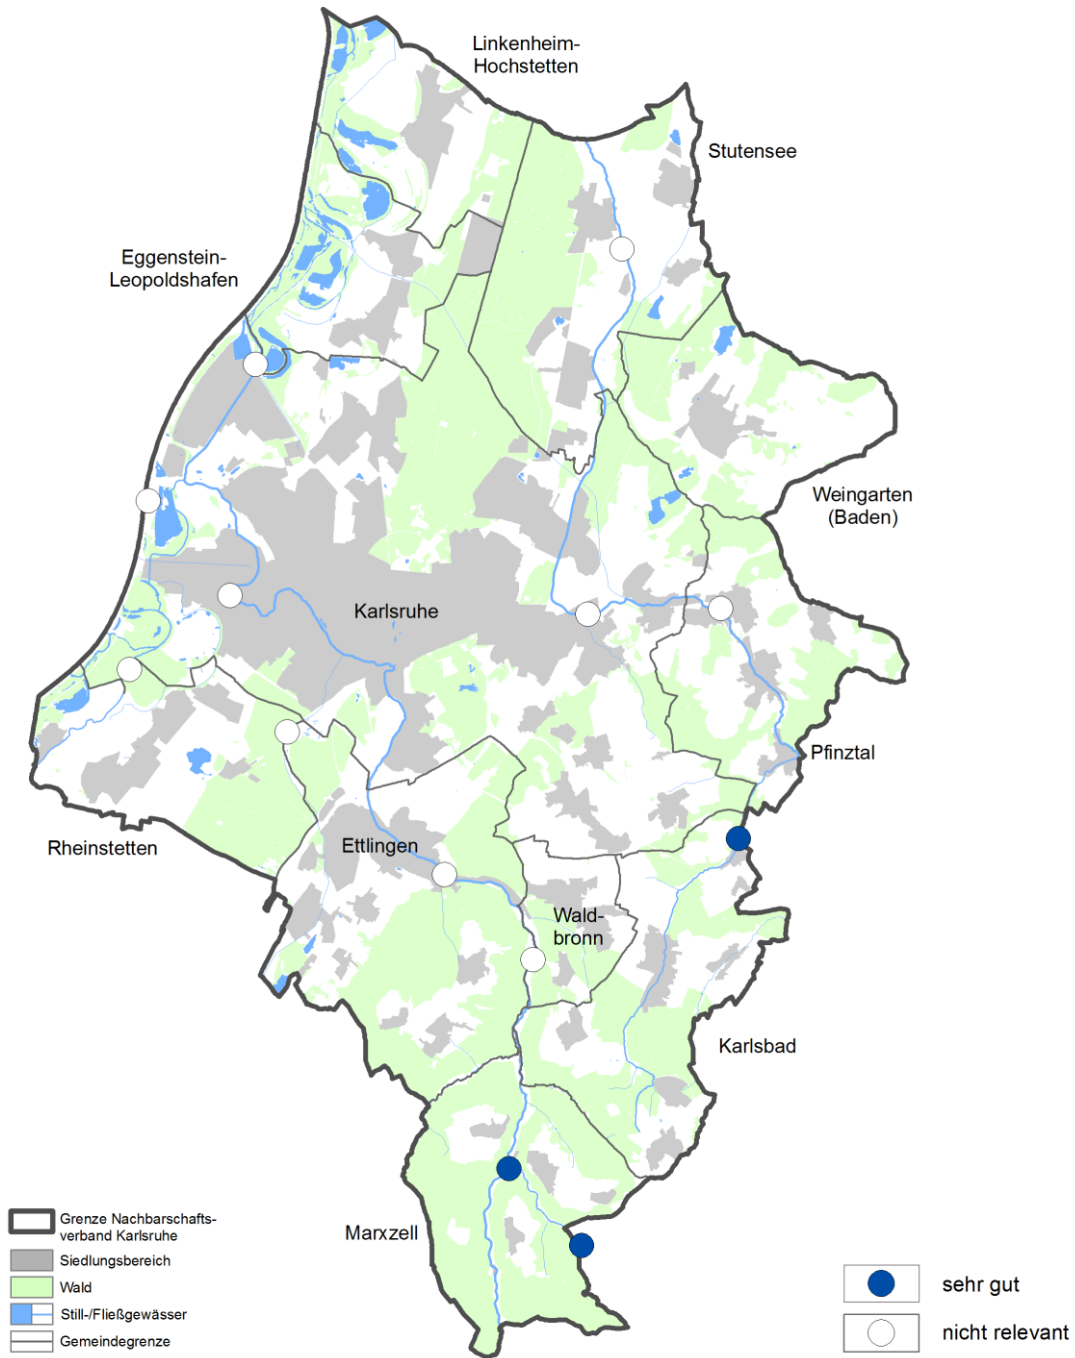 Linkenheim-
Hochstetten
Stutensee
Eggenstein-
Leopoldshafen
Weingarten
(Baden)
Karlsruhe
Pfinztal
Rheinstetten
Ettlingen
Wald-
bronn
Karlsbad
Marxzell
Grenze Nachbarschafts-
verband Karlsruhe
Siedlungsbereich
Wald
Still-/Fließgewässer
Gemeindegrenze
sehr gut
nicht relevant